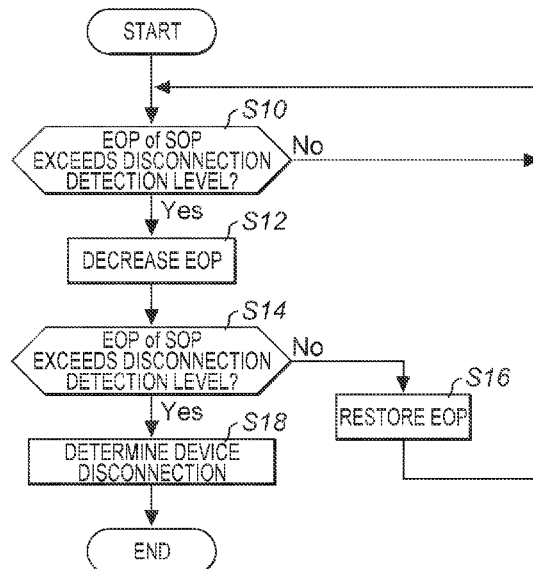 START
S10
EOP of SOP
EXCEEDS DISCONNECTION
DETECTION LEVEL?
No
Yes
S12
DECREASE EOP
S14
EOP of SOP
EXCEEDS DISCONNECTION
DETECTION LEVEL?
No
Yes
S16
RESTORE EOP
S18
DETERMINE DEVICE
DISCONNECTION
END